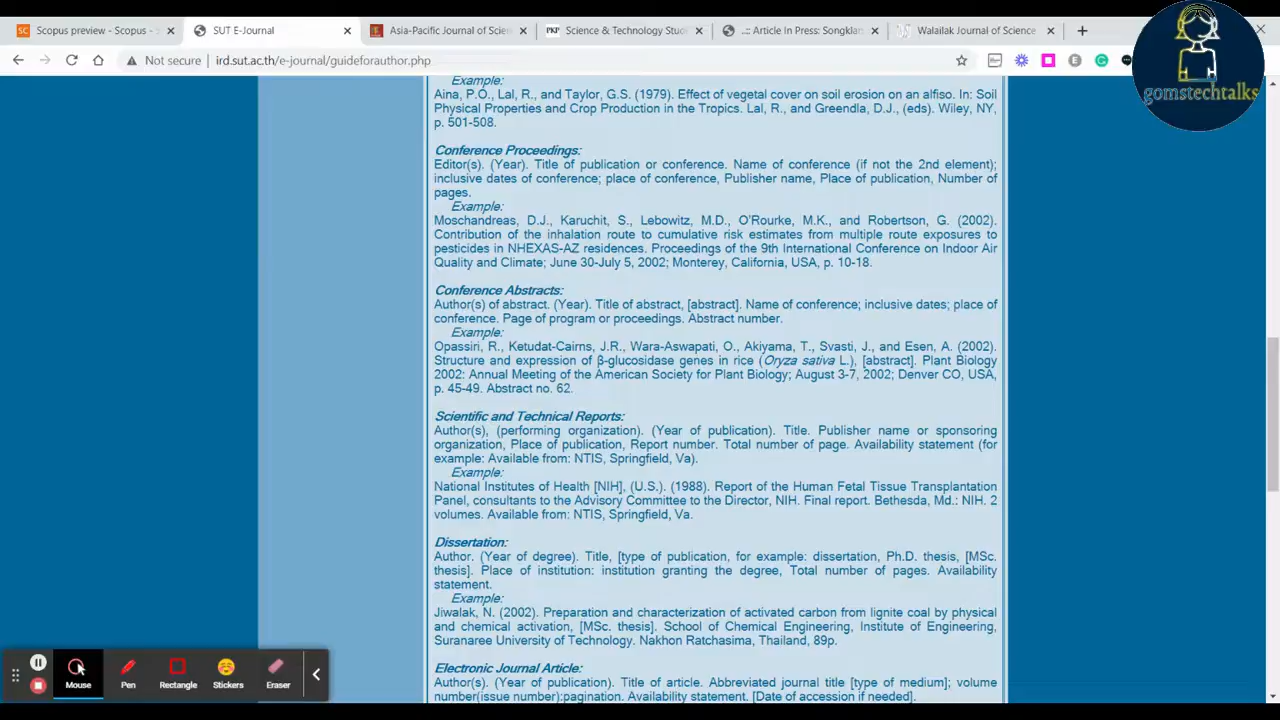 Scopus preview - Scopus - 
SUT E-Journal
Asia-Pacific Journal of Scien
PKP
Science & Technology Studies
..:: Article In Press: Songklan
Walailak Journal of Science
Not secure
ird.sut.ac.th/e-journal/guideforauthor.php
gomstechtalks
Example:
Aina, P.O., Lal, R., and Taylor, G.S. (1979). Effect of vegetal cover on soil erosion on an alfiso. In: Soil
Physical Properties and Crop Production in the Tropics. Lal, R., and Greendla, D.J., (eds). Wiley, NY,
p. 501-508.
Conference Proceedings:
Editor(s). (Year). Title of publication or conference. Name of conference (if not the 2nd element);
inclusive dates of conference; place of conference, Publisher name, Place of publication, Number of
pages.
Example:
Moschandreas, D.J., Karuchit, S., Lebowitz, M.D., O'Rourke, M.K., and Robertson, G. (2002).
Contribution of the inhalation route to cumulative risk estimates from multiple route exposures to
pesticides in NHEXAS-AZ residences. Proceedings of the 9th International Conference on Indoor Air
Quality and Climate; June 30-July 5, 2002; Monterey, California, USA, p. 10-18.
Conference Abstracts:
Author(s) of abstract. (Year). Title of abstract, [abstract]. Name of conference; inclusive dates; place of
conference. Page of program or proceedings. Abstract number.
Example:
Opassiri, R., Ketudat-Cairns, J.R., Wara-Aswapati, O., Akiyama, T., Svasti, J., and Esen, A. (2002).
Structure and expression of β-glucosidase genes in rice (Oryza sativa L.), [abstract]. Plant Biology
2002: Annual Meeting of the American Society for Plant Biology; August 3-7, 2002; Denver CO, USA,
p. 45-49. Abstract no. 62.
Scientific and Technical Reports:
Author(s), (performing organization). (Year of publication). Title. Publisher name or sponsoring
organization, Place of publication, Report number. Total number of page. Availability statement (for
example: Available from: NTIS, Springfield, Va).
Example:
National Institutes of Health [NIH], (U.S.). (1988). Report of the Human Fetal Tissue Transplantation
Panel, consultants to the Advisory Committee to the Director, NIH. Final report. Bethesda, Md.: NIH. 2
volumes. Available from: NTIS, Springfield, Va.
Dissertation:
Author. (Year of degree). Title, [type of publication, for example: dissertation, Ph.D. thesis, [MSc.
thesis]. Place of institution: institution granting the degree, Total number of pages. Availability
statement.
Example:
Jiwalak, N. (2002). Preparation and characterization of activated carbon from lignite coal by physical
and chemical activation, [MSc. thesis]. School of Chemical Engineering, Institute of Engineering,
Suranaree University of Technology. Nakhon Ratchasima, Thailand, 89p.
Electronic Journal Article:
Author(s). (Year of publication). Title of article. Abbreviated journal title [type of medium]; volume
number(issue number):pagination. Availability statement. [Date of accession if needed].
Mouse
Pen
Rectangle
Stickers
Eraser